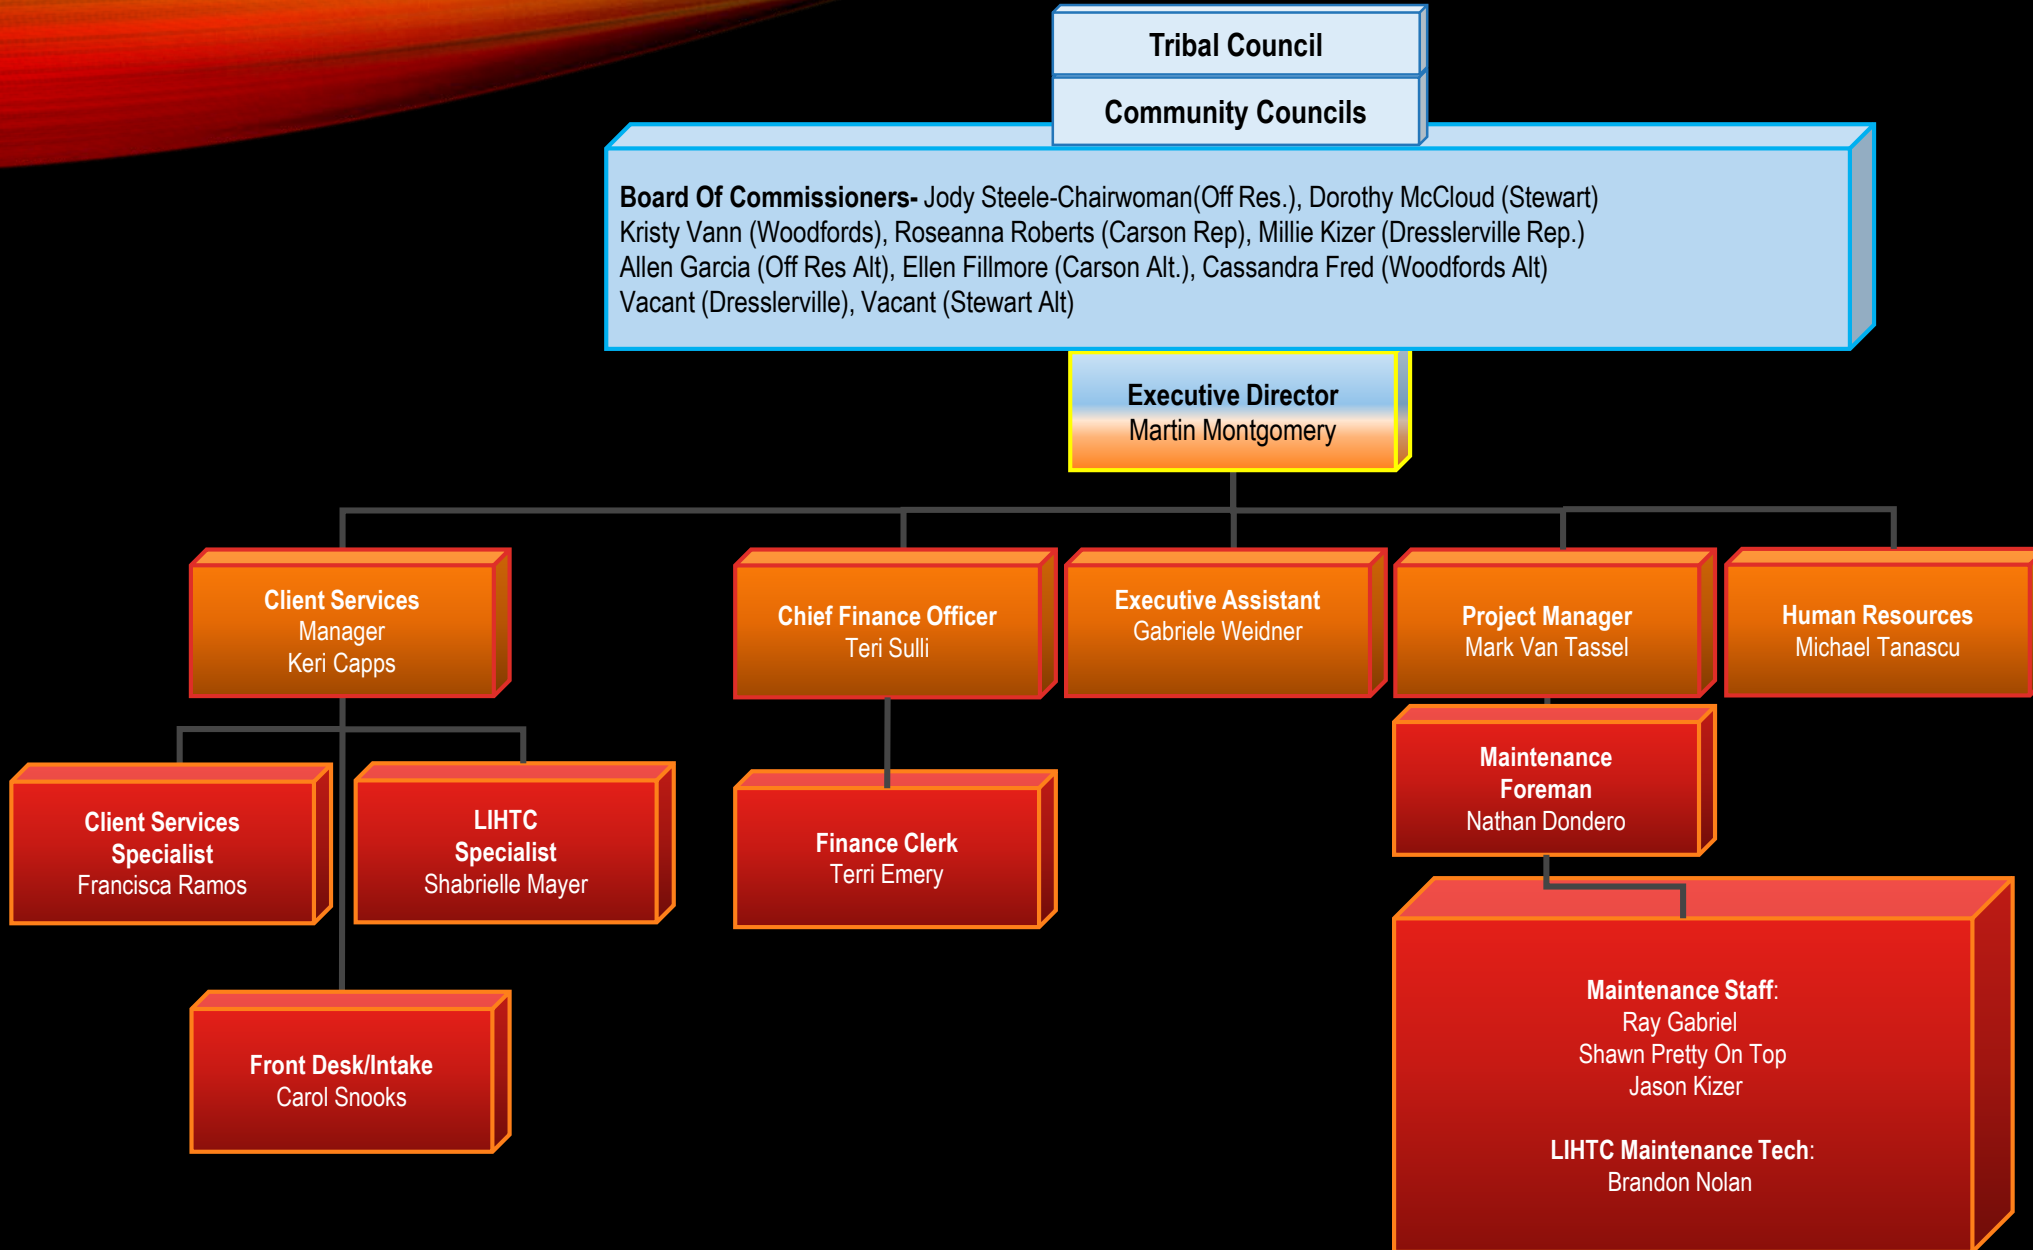 Tribal Council
Community Councils
Board Of Commissioners- Jody Steele-Chairwoman(Off Res.), Dorothy McCloud (Stewart)
Kristy Vann (Woodfords), Roseanna Roberts (Carson Rep), Millie Kizer (Dresslerville Rep.)
Allen Garcia (Off Res Alt), Ellen Fillmore (Carson Alt.), Cassandra Fred (Woodfords Alt)
Vacant (Dresslerville), Vacant (Stewart Alt)
Executive Director
Martin Montgomery
Client Services
Manager
Keri Capps
Chief Finance Officer
Teri Sulli
Executive Assistant
Gabriele Weidner
Project Manager
Mark Van Tassel
Human Resources
Michael Tanascu
Client Services
Specialist
Francisca Ramos
LIHTC
Specialist
Shabrielle Mayer
Finance Clerk
Terri Emery
Maintenance
Foreman
Nathan Dondero
Front Desk/Intake
Carol Snooks
Maintenance Staff:
Ray Gabriel
Shawn Pretty On Top
Jason Kizer
LIHTC Maintenance Tech:
Brandon Nolan